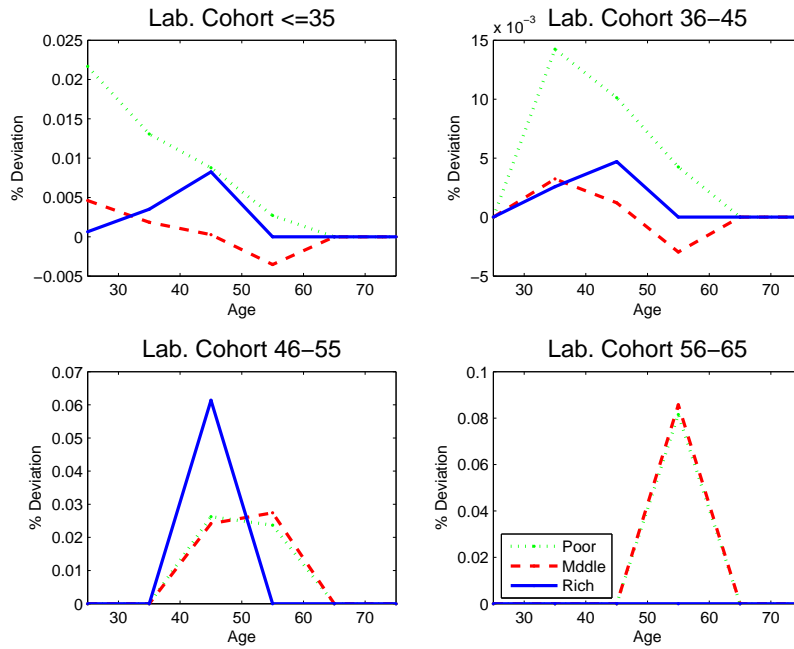 Lab. Cohort <=35
0.025
0.02
0.015
0.01
0.005
0
−0.005
% Deviation
30 40 50 60 70
Age
Lab. Cohort 36−45
x 10−3
15
10
5
0
−5
% Deviation
30 40 50 60 70
Age
Lab. Cohort 46−55
0.07
0.06
0.05
0.04
0.03
0.02
0.01
0
% Deviation
30 40 50 60 70
Age
Lab. Cohort 56−65
0.1
0.08
0.06
0.04
0.02
0
% Deviation
30 40 50 60 70
Age
Poor
Mddle
Rich